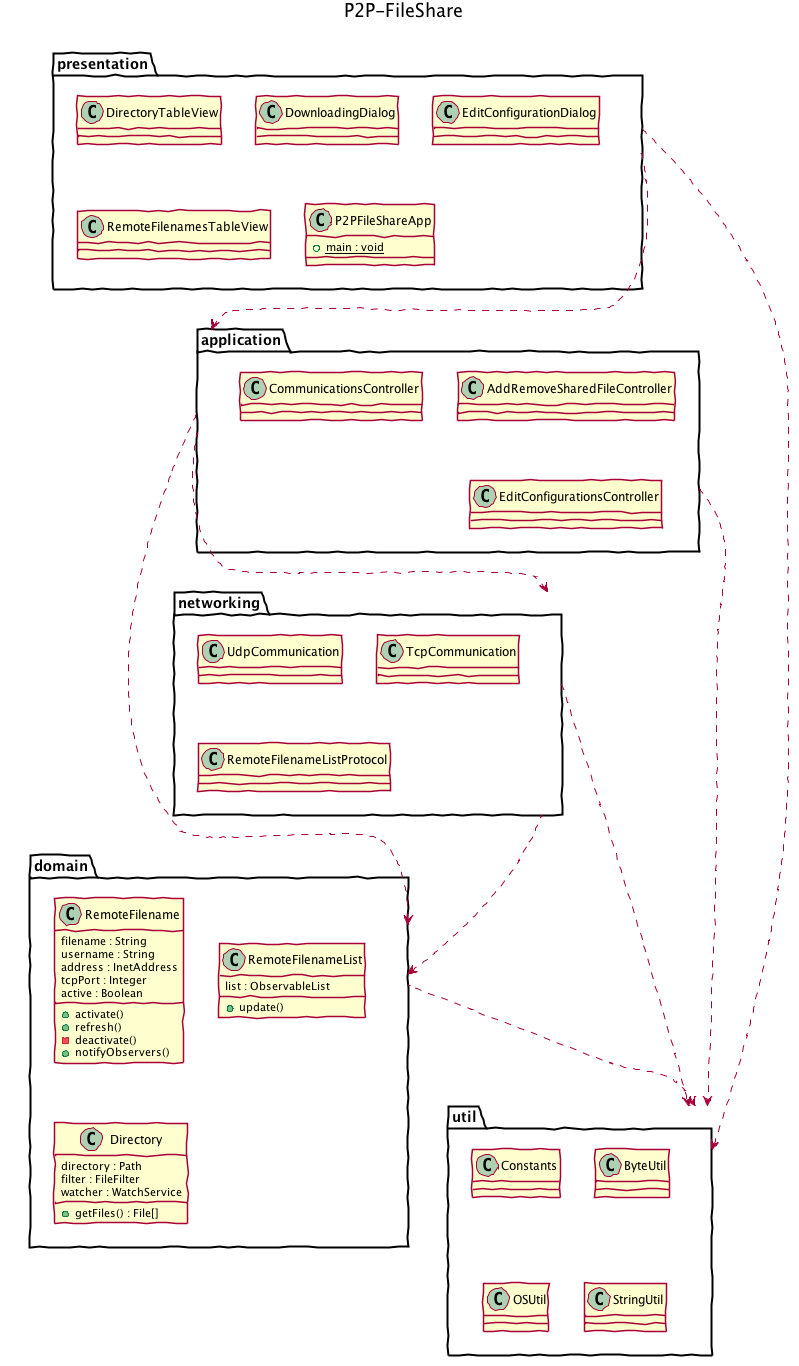 P2P-FileShare
presentation
C DirectoryTableView
C DownloadingDialog
C EditConfigurationDialog
C RemoteFilenamesTableView
C P2PFileShareApp
main : void
application
C CommunicationsController
C AddRemoveSharedFileController
C EditConfigurationsController
networking
C UdpCommunication
C TcpCommunication
C RemoteFilenameListProtocol
domain
C RemoteFilename
filename : String
username : String
address : InetAddress
tcpPort : Integer
active : Boolean
activate()
refresh()
deactivate()
notifyObservers()
C RemoteFilenameList
list : ObservableList
update()
C Directory
directory : Path
filter : FileFilter
watcher : WatchService
getFiles() : File[]
util
C Constants
C ByteUtil
C OSUtil
C StringUtil